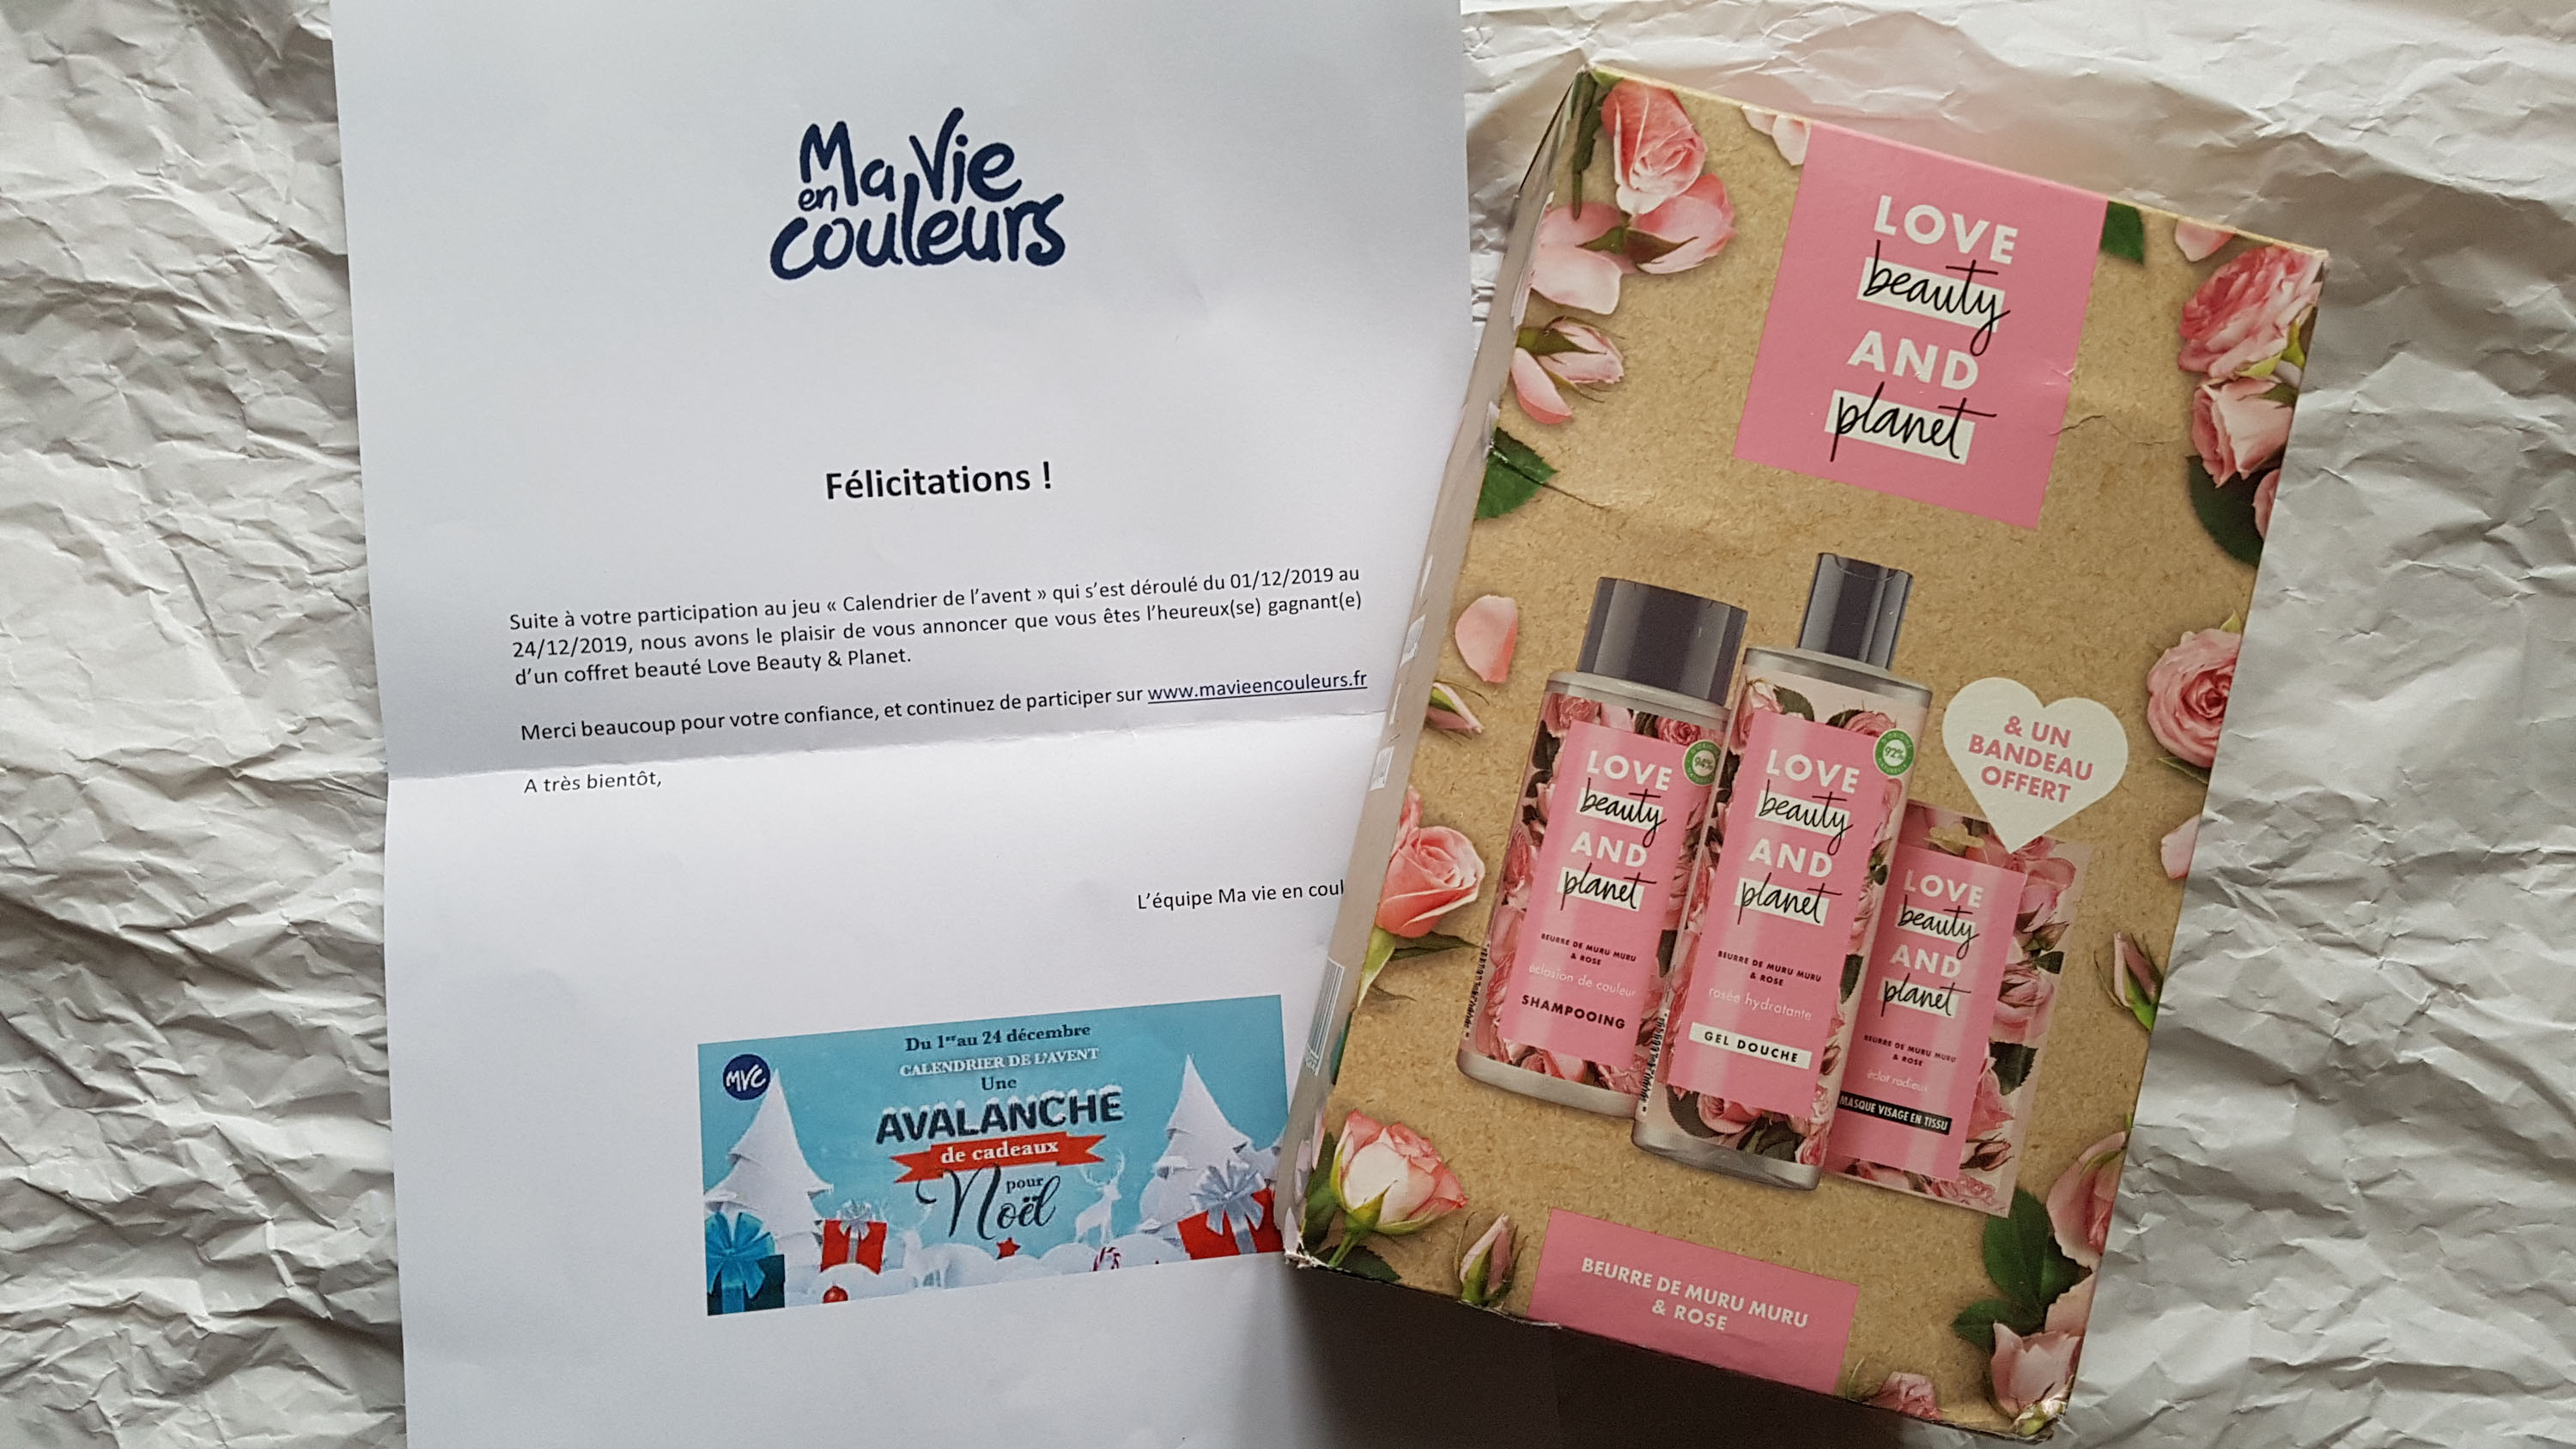 Ma Vie
en
couleurs
Félicitations !
Suite à votre participation au jeu « Calendrier de l'avent » qui s'est déroulé du 01/12/2019 au
24/12/2019, nous avons le plaisir de vous annoncer que vous êtes l'heureux(se) gagnant(e)
d'un coffret beauté Love Beauty & Planet.
Merci beaucoup pour votre confiance, et continuez de participer sur www.mavieencouleurs.fr
A très bientôt,
L'équipe Ma vie en coul
MVC
Du 1er au 24 décembre
CALENDRIER DE L'AVENT
Une
AVALANCHE
de cadeaux
pour
Noël
LOVE
beauty
AND
planet
& UN
BANDEAU
OFFERT
94%
LOVE
beauty
AND
planet
BEURRE DE MURU MURU
& ROSE
éclosion de couleur
SHAMPOOING
92%
LOVE
beauty
AND
planet
BEURRE DE MURU MURU
& ROSE
rosée hydratante
GEL DOUCHE
LOVE
beauty
AND
planet
BEURRE DE MURU MURU
& ROSE
éclat radieux
MASQUE VISAGE EN TISSU
BEURRE DE MURU MURU
& ROSE